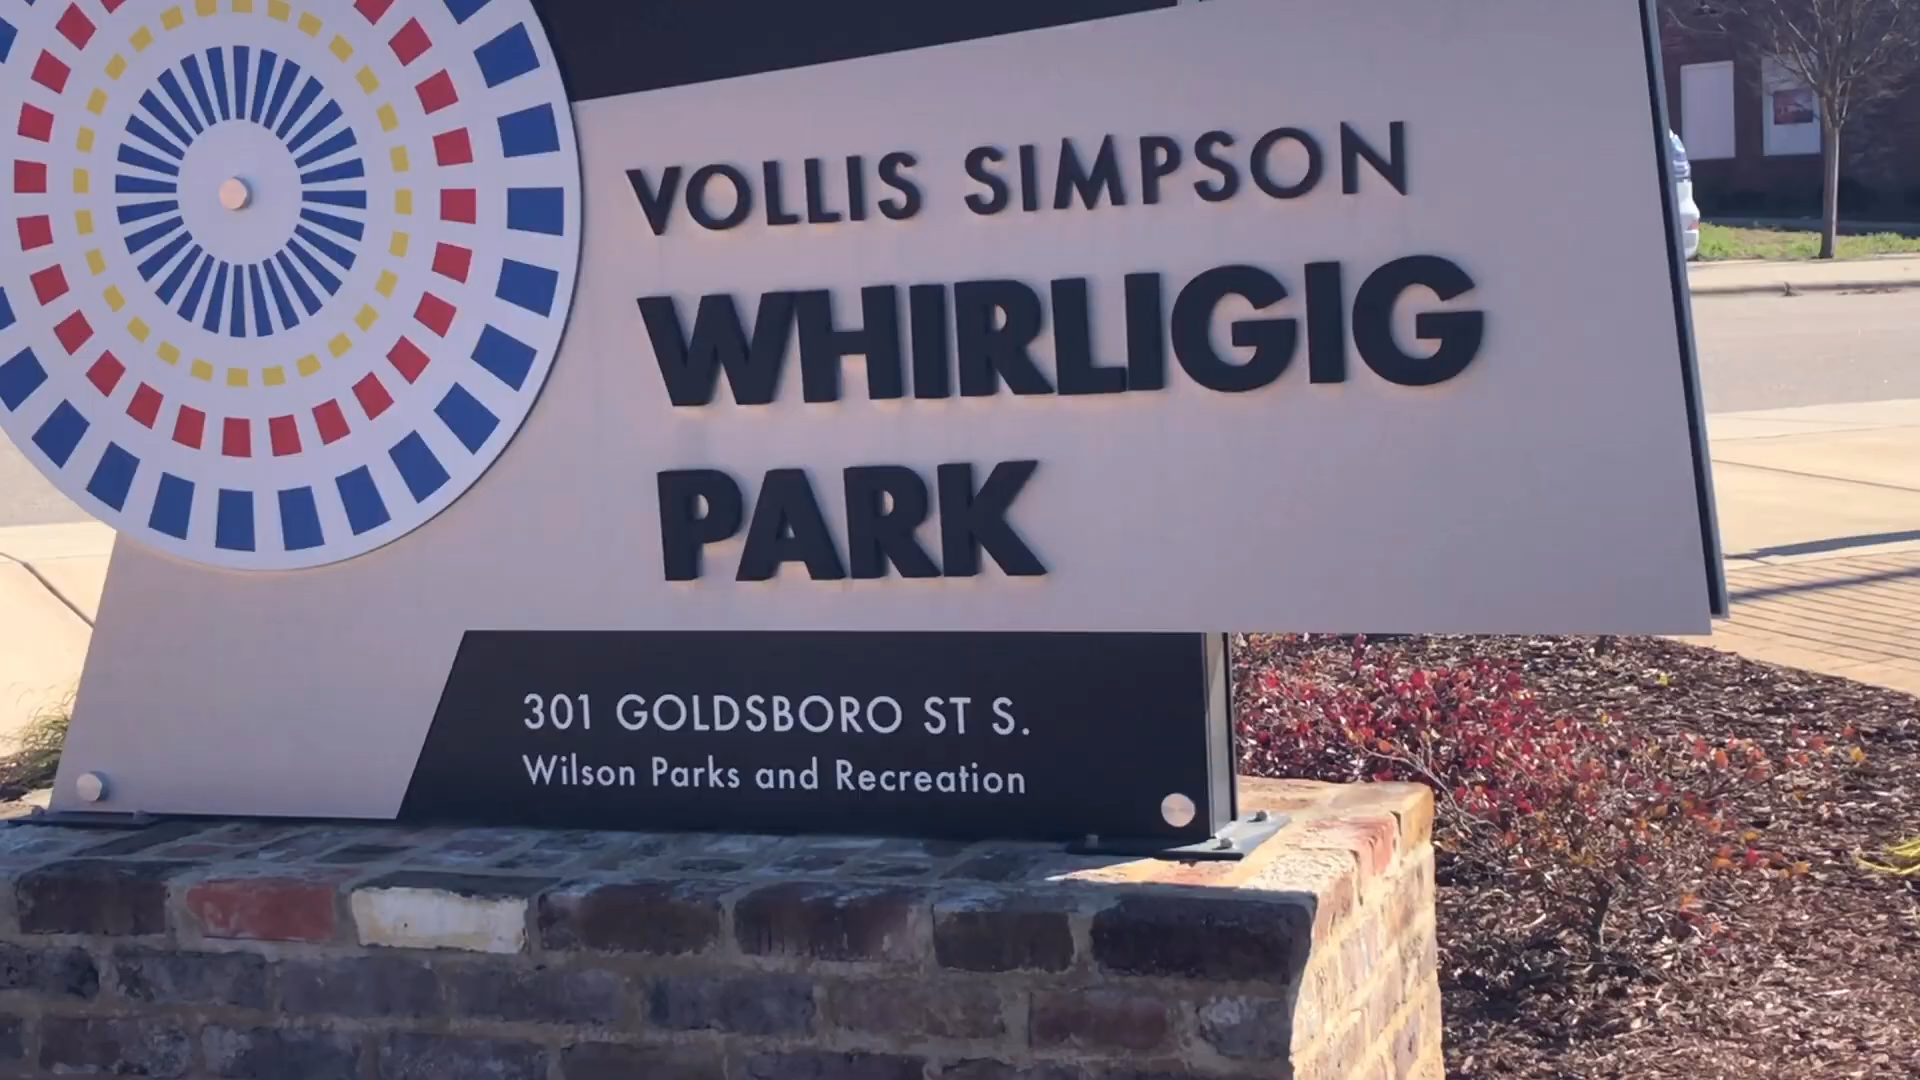 VOLLIS SIMPSON
WHIRLIGIG
PARK
301 GOLDSBORO ST S.
Wilson Parks and Recreation